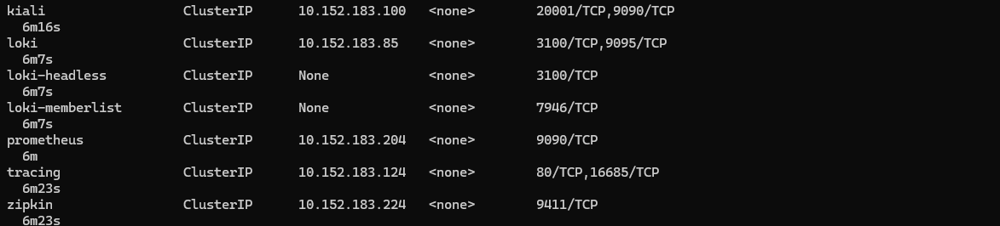 kiali ClusterIP 10.152.183.100 <none> 20001/TCP,9090/TCP
6m16s
loki ClusterIP 10.152.183.85 <none> 3100/TCP,9095/TCP
6m7s
loki-headless ClusterIP None <none> 3100/TCP
6m7s
loki-memberlist ClusterIP None <none> 7946/TCP
6m7s
prometheus ClusterIP 10.152.183.204 <none> 9090/TCP
6m
tracing ClusterIP 10.152.183.124 <none> 80/TCP,16685/TCP
6m23s
zipkin ClusterIP 10.152.183.224 <none> 9411/TCP
6m23s